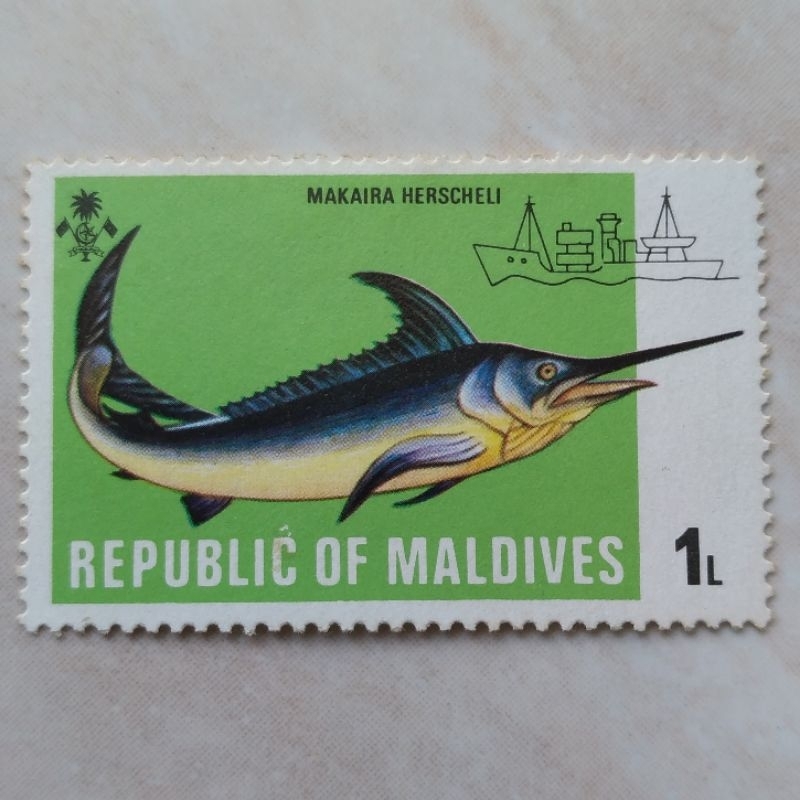 MAKAIRA HERSCHELI
REPUBLIC OF MALDIVES
1L